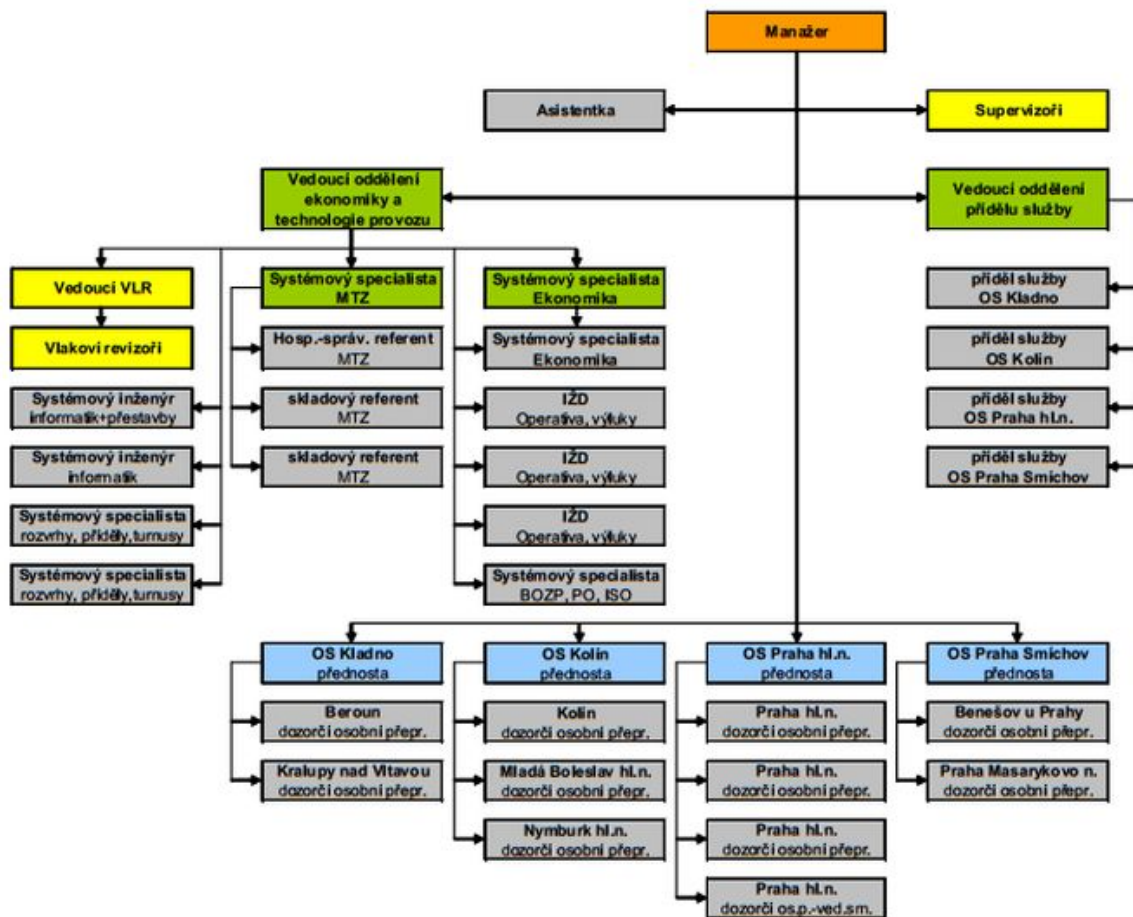 Manažer
Asistentka
Supervizoři
Vedoucí oddělení
ekonomiky a
technologie provozu
Vedoucí oddělení
přídělu služby
Vedoucí VLR
Systémový specialista
MTZ
Systémový specialista
Ekonomika
příděl služby
OS Kladno
Vlakoví revizoři
Hosp.-správ. referent
MTZ
Systémový specialista
Ekonomika
příděl služby
OS Kolín
Systémový inženýr
informatik+přestavby
skladový referent
MTZ
IŽD
Operativa, výluky
příděl služby
OS Praha hl.n.
Systémový inženýr
informatik
skladový referent
MTZ
IŽD
Operativa, výluky
příděl služby
OS Praha Smíchov
Systémový specialista
rozvrhy, příděly,turnusy
IŽD
Operativa, výluky
Systémový specialista
rozvrhy, příděly,turnusy
Systémový specialista
BOZP, PO, ISO
OS Kladno
přednosta
OS Kolín
přednosta
OS Praha hl.n.
přednosta
OS Praha Smíchov
přednosta
Beroun
dozorčí osobní přepr.
Kolín
dozorčí osobní přepr.
Praha hl.n.
dozorčí osobní přepr.
Benešov u Prahy
dozorčí osobní přepr.
Kralupy nad Vltavou
dozorčí osobní přepr.
Mladá Boleslav hl.n.
dozorčí osobní přepr.
Praha hl.n.
dozorčí osobní přepr.
Praha Masarykovo n.
dozorčí osobní přepr.
Nymburk hl.n.
dozorčí osobní přepr.
Praha hl.n.
dozorčí osobní přepr.
Praha hl.n.
dozorčí os.p.-ved.sm.